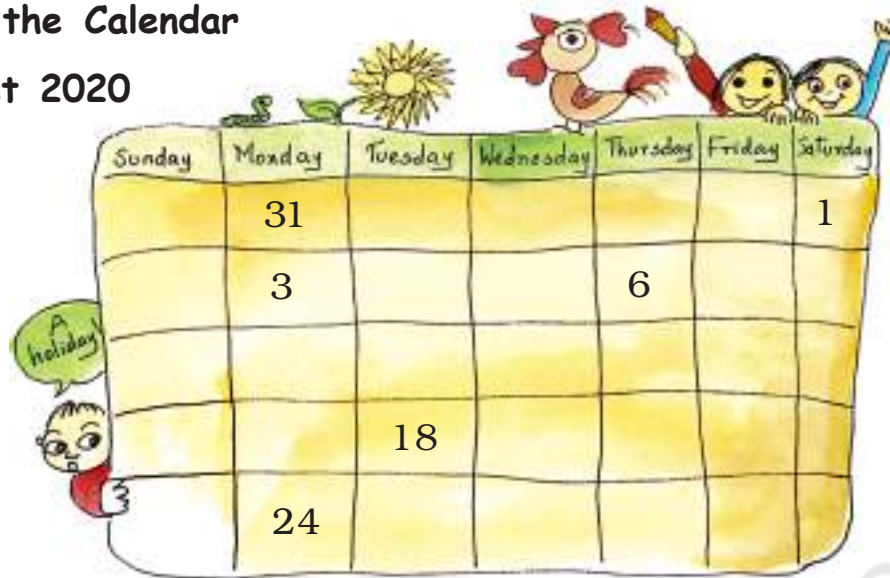 the Calendar
t 2020
Sunday Monday Tuesday Wednesday Thursday Friday Saturday
31 1
3 6
A
holiday!
18
24